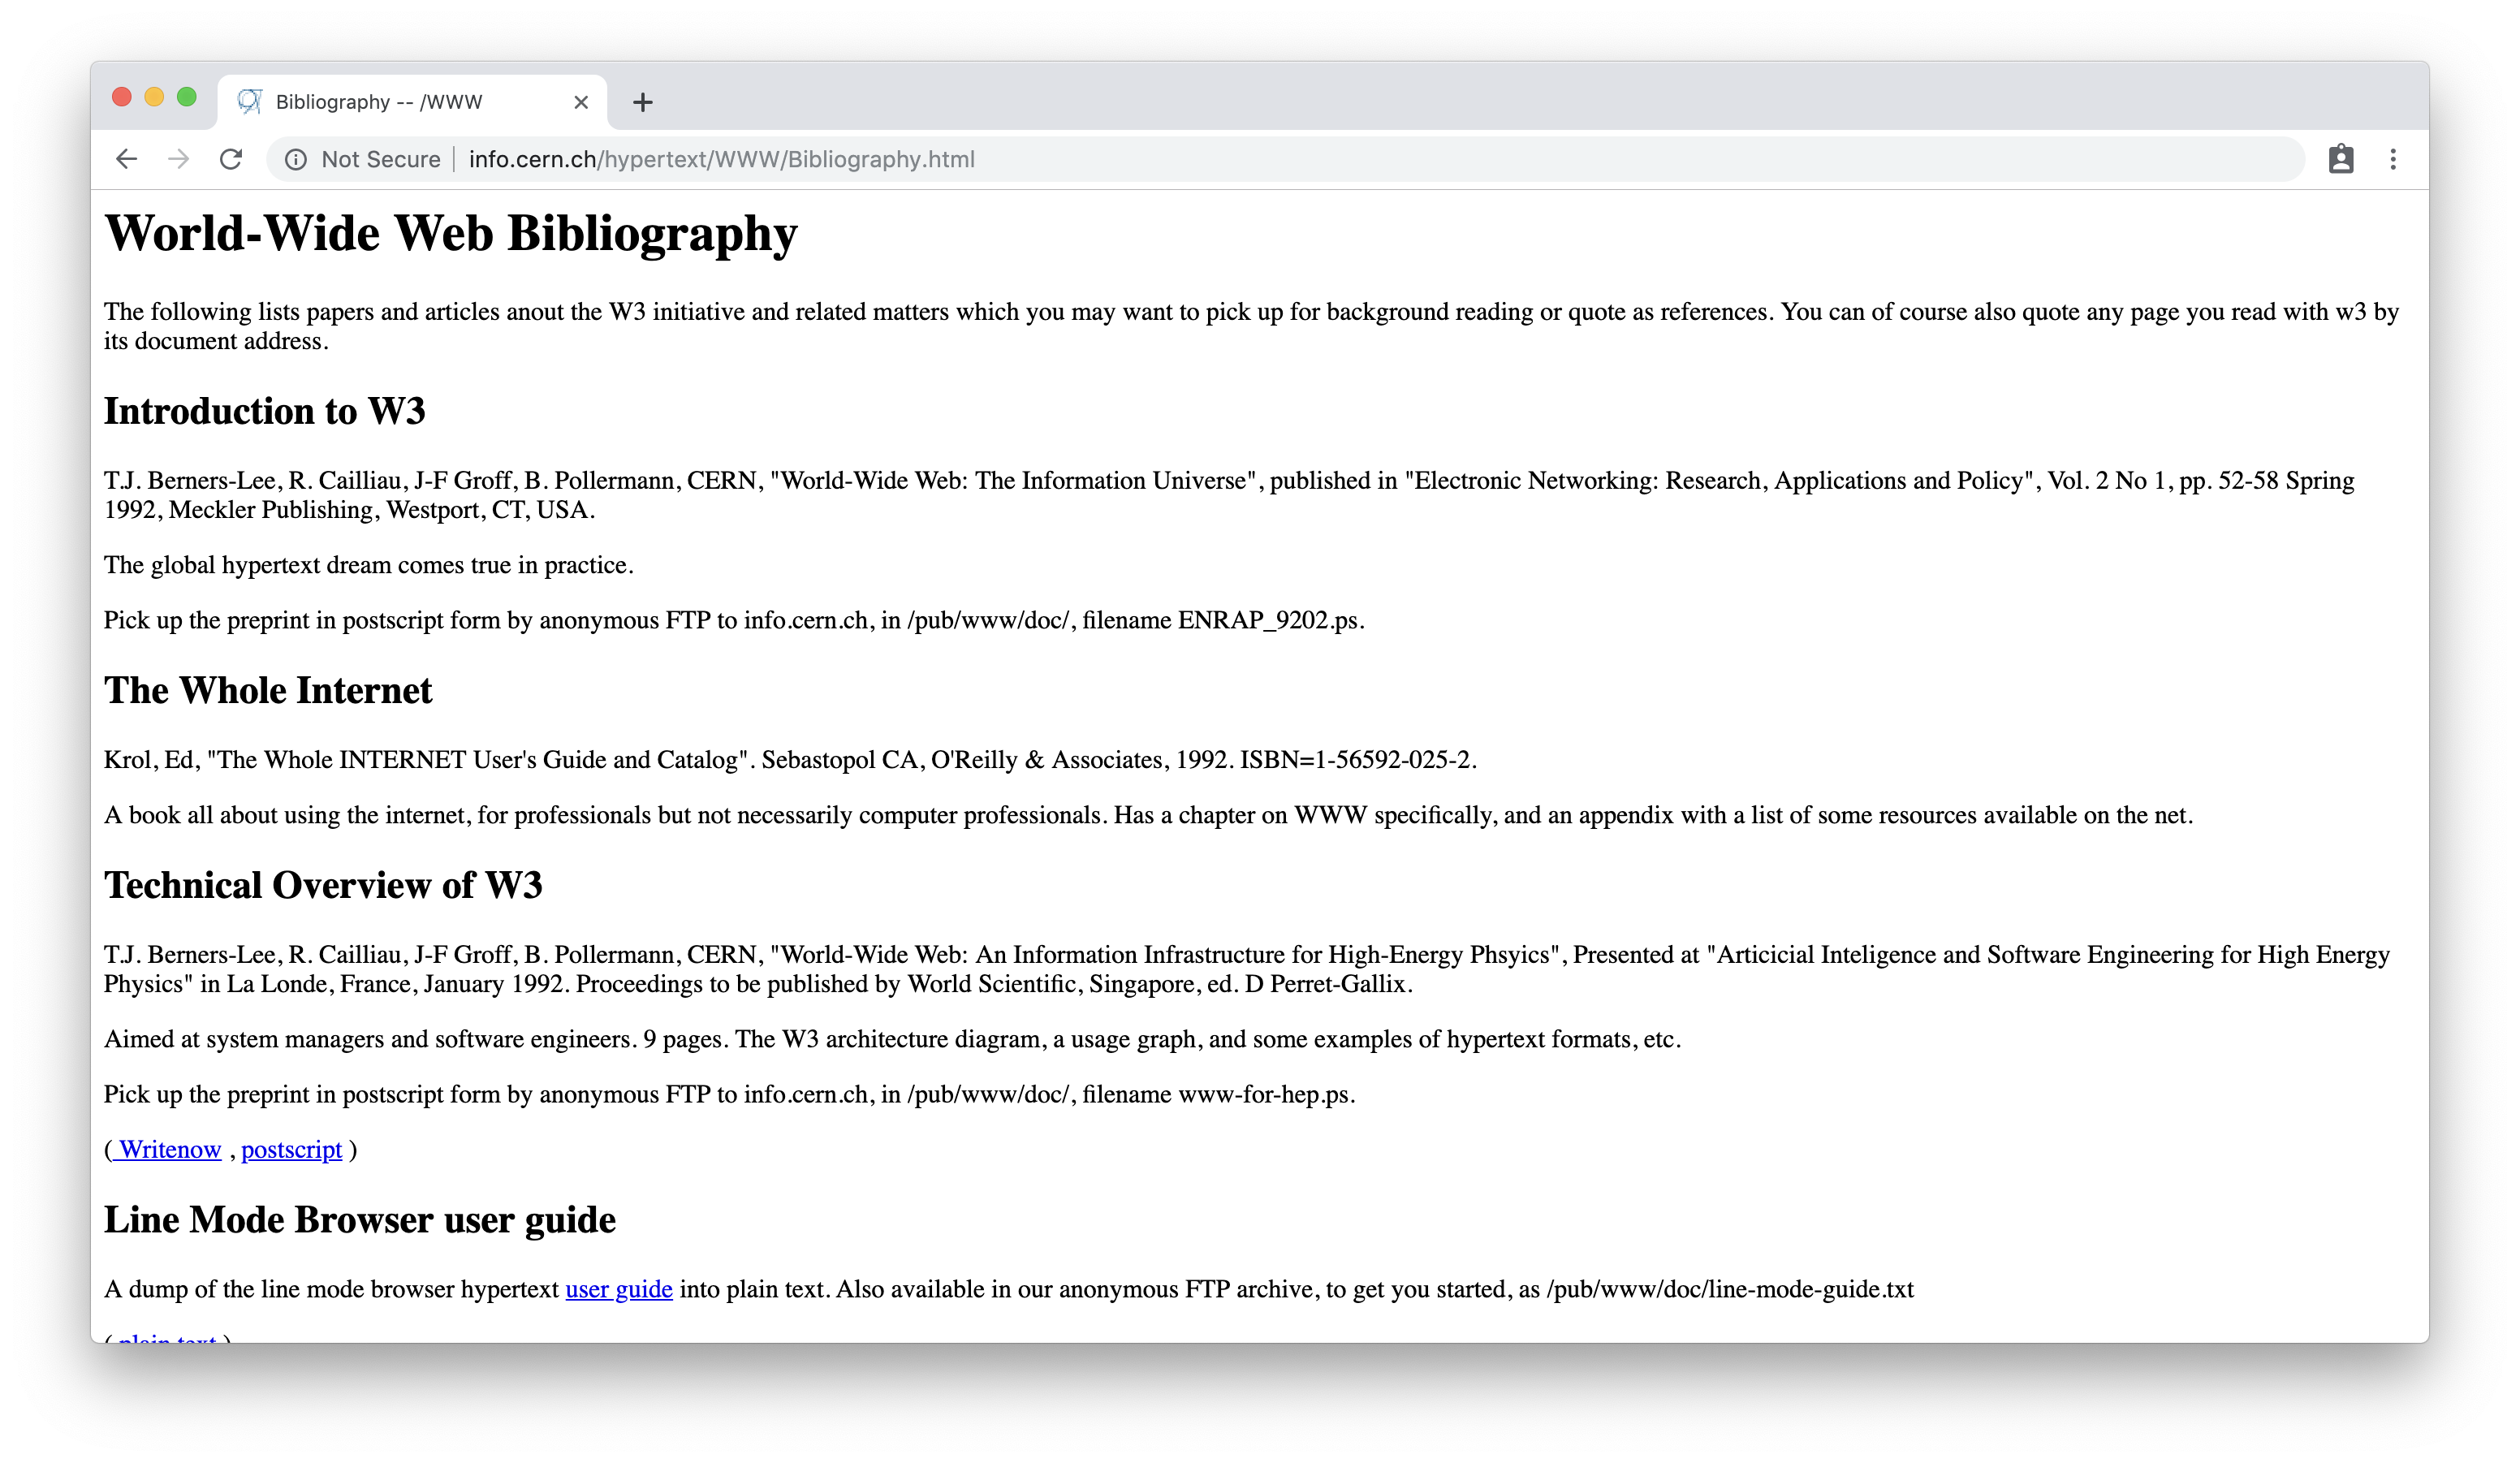 Bibliography -- /WWW
Not Secure info.cern.ch/hypertext/WWW/Bibliography.html
World-Wide Web Bibliography
The following lists papers and articles anout the W3 initiative and related matters which you may want to pick up for background reading or quote as references. You can of course also quote any page you read with w3 by
its document address.
Introduction to W3
T.J. Berners-Lee, R. Cailliau, J-F Groff, B. Pollermann, CERN, "World-Wide Web: The Information Universe", published in "Electronic Networking: Research, Applications and Policy", Vol. 2 No 1, pp. 52-58 Spring
1992, Meckler Publishing, Westport, CT, USA.
The global hypertext dream comes true in practice.
Pick up the preprint in postscript form by anonymous FTP to info.cern.ch, in /pub/www/doc/, filename ENRAP_9202.ps.
The Whole Internet
Krol, Ed, "The Whole INTERNET User's Guide and Catalog". Sebastopol CA, O'Reilly & Associates, 1992. ISBN=1-56592-025-2.
A book all about using the internet, for professionals but not necessarily computer professionals. Has a chapter on WWW specifically, and an appendix with a list of some resources available on the net.
Technical Overview of W3
T.J. Berners-Lee, R. Cailliau, J-F Groff, B. Pollermann, CERN, "World-Wide Web: An Information Infrastructure for High-Energy Phsyics", Presented at "Articicial Inteligence and Software Engineering for High Energy
Physics" in La Londe, France, January 1992. Proceedings to be published by World Scientific, Singapore, ed. D Perret-Gallix.
Aimed at system managers and software engineers. 9 pages. The W3 architecture diagram, a usage graph, and some examples of hypertext formats, etc.
Pick up the preprint in postscript form by anonymous FTP to info.cern.ch, in /pub/www/doc/, filename www-for-hep.ps.
( Writenow , postscript )
Line Mode Browser user guide
A dump of the line mode browser hypertext user guide into plain text. Also available in our anonymous FTP archive, to get you started, as /pub/www/doc/line-mode-guide.txt
( plain text )